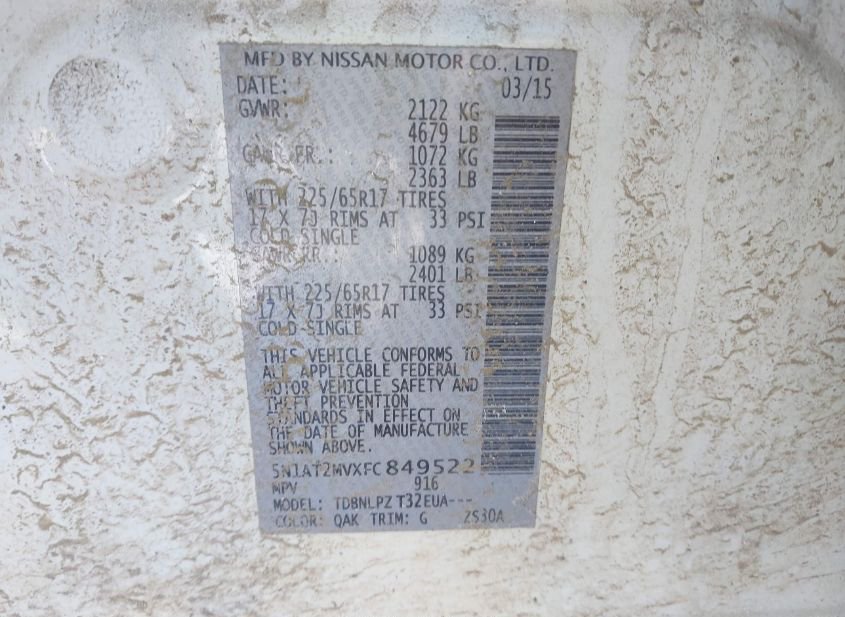 MFD BY NISSAN MOTOR CO., LTD.
DATE: 03/15
GVWR: 2122 KG
4679 LB
GAWR FR.: 1072 KG
2363 LB
WITH 225/65R17 TIRES
17 X 7J RIMS AT 33 PSI
COLD SINGLE
GAWR RR.: 1089 KG
2401 LB
WITH 225/65R17 TIRES
17 X 7J RIMS AT 33 PSI
COLD SINGLE
THIS VEHICLE CONFORMS TO
ALL APPLICABLE FEDERAL
MOTOR VEHICLE SAFETY AND
THEFT PREVENTION
STANDARDS IN EFFECT ON
THE DATE OF MANUFACTURE
SHOWN ABOVE.
5N1AT2MVXFC849522
MPV 916
MODEL: TDBNLPZ T32EUA---
COLOR: QAK TRIM: G ZS30A